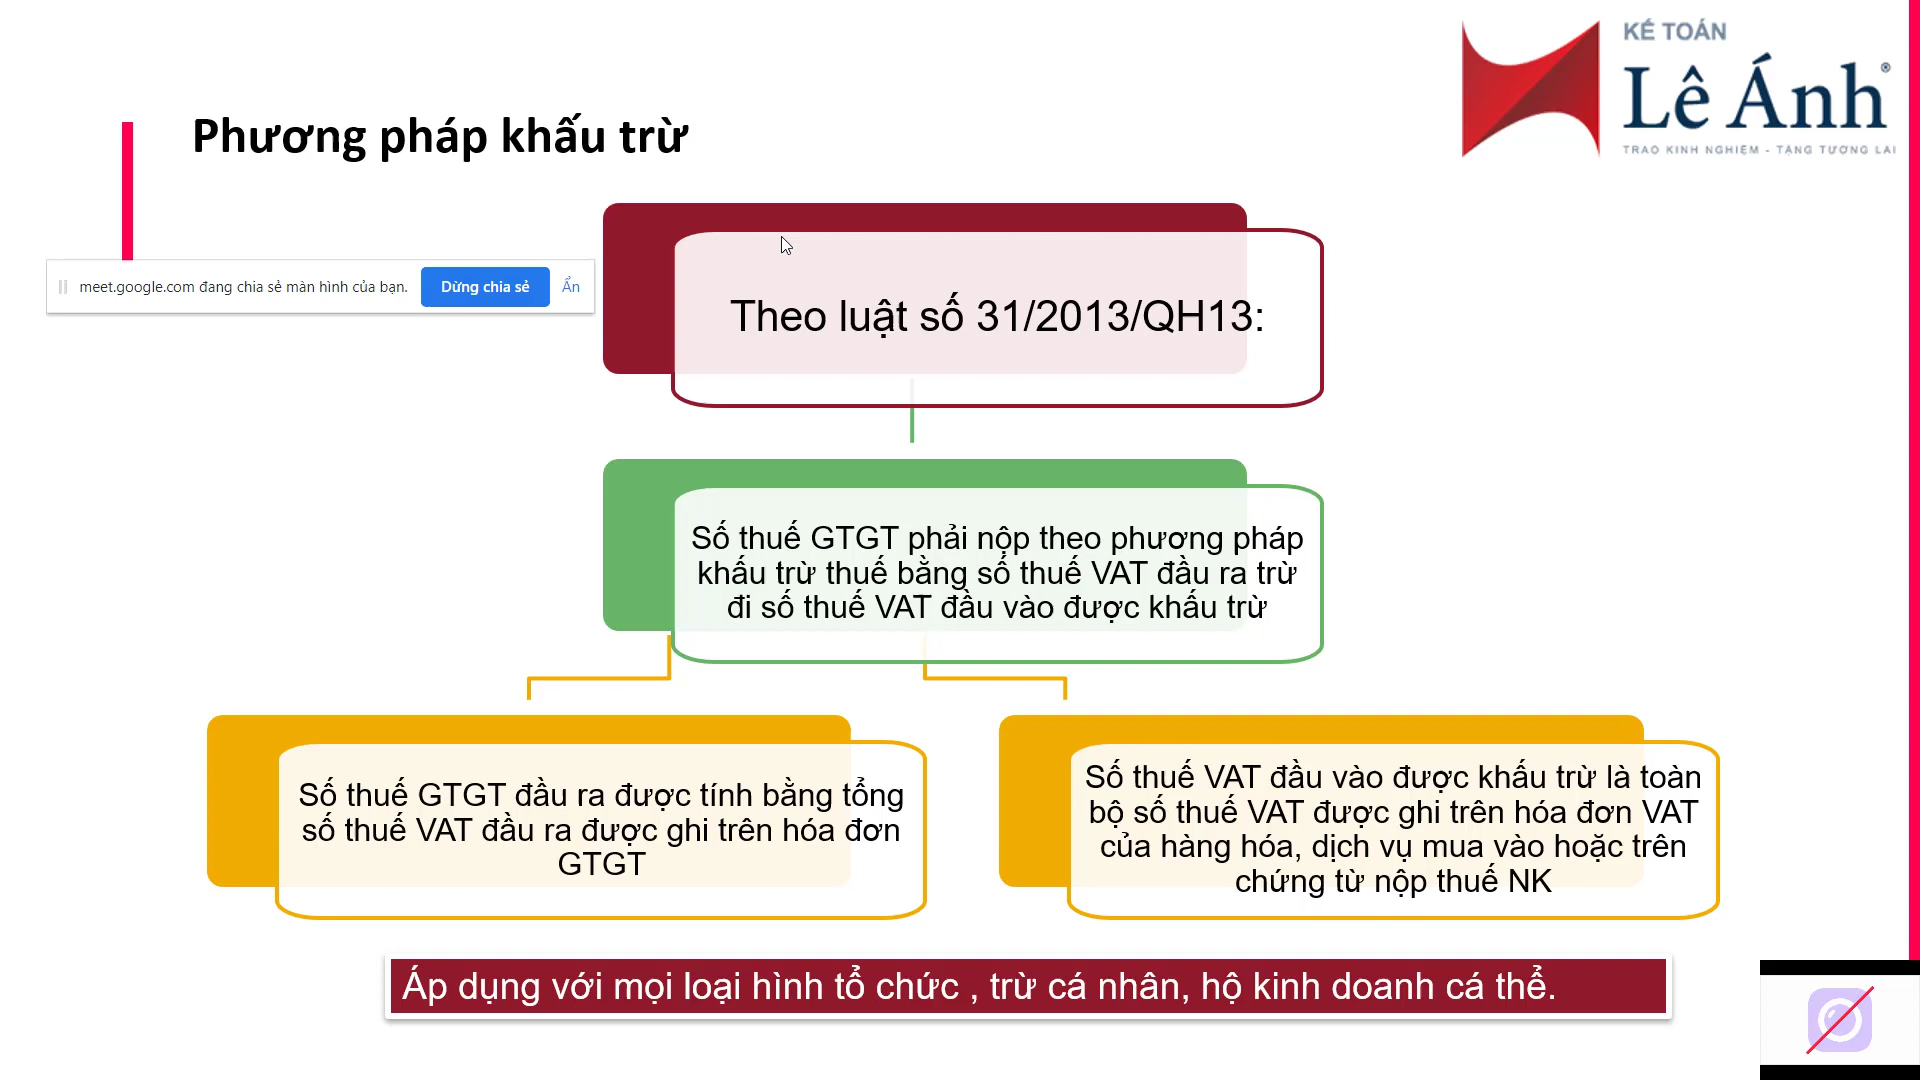 KẾ TOÁN
Lê Ánh®
TRAO KINH NGHIỆM - TẶNG TƯƠNG LAI
Phương pháp khấu trừ
meet.google.com đang chia sẻ màn hình của bạn. Dừng chia sẻ Ẩn
Theo luật số 31/2013/QH13:
Số thuế GTGT phải nộp theo phương pháp
khấu trừ thuế bằng số thuế VAT đầu ra trừ
đi số thuế VAT đầu vào được khấu trừ
Số thuế GTGT đầu ra được tính bằng tổng
số thuế VAT đầu ra được ghi trên hóa đơn
GTGT
Số thuế VAT đầu vào được khấu trừ là toàn
bộ số thuế VAT được ghi trên hóa đơn VAT
của hàng hóa, dịch vụ mua vào hoặc trên
chứng từ nộp thuế NK
Áp dụng với mọi loại hình tổ chức , trừ cá nhân, hộ kinh doanh cá thể.